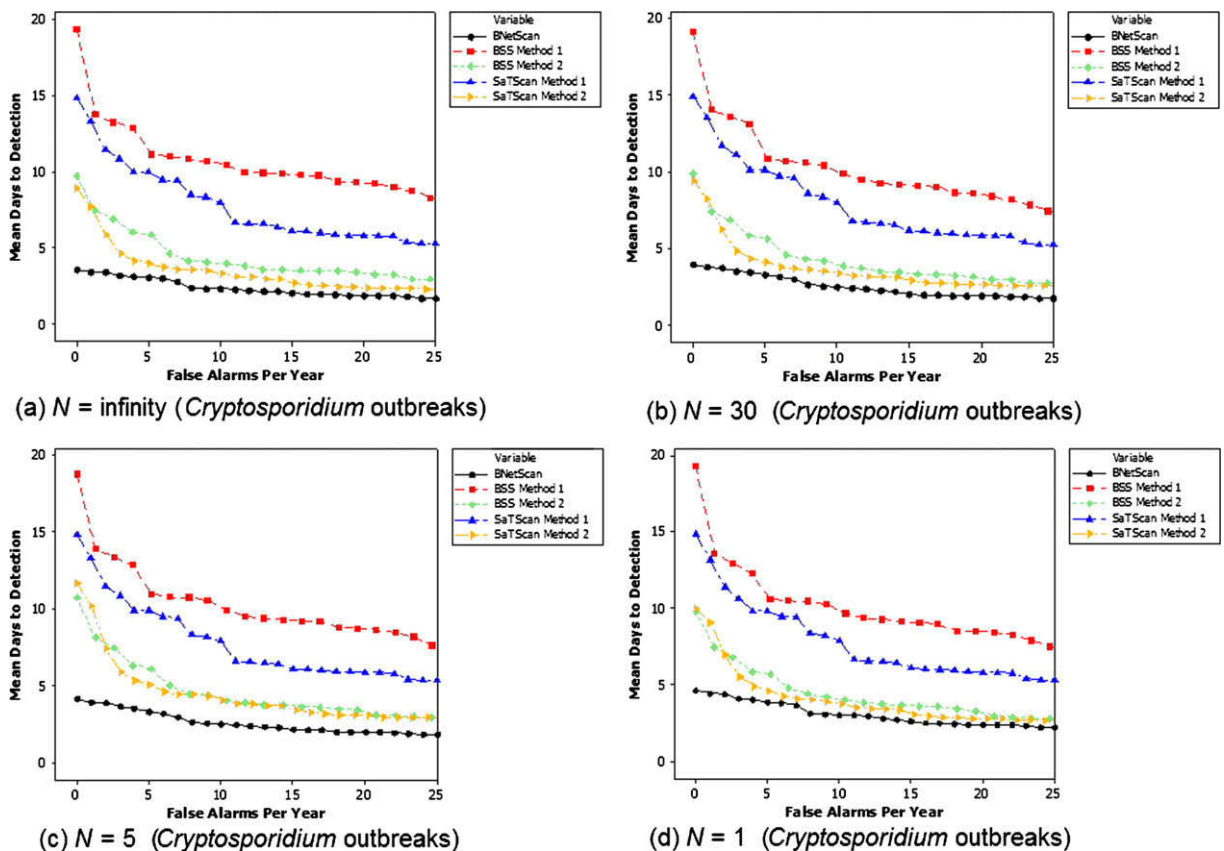 20
15
10
5
0
Mean Days to Detection
0 5 10 15 20 25
False Alarms Per Year
Variable
BNetScan
BSS Method 1
BSS Method 2
SaTScan Method 1
SaTScan Method 2
(a) N = infinity (Cryptosporidium outbreaks)
20
15
10
5
0
Mean Days to Detection
0 5 10 15 20 25
False Alarms Per Year
Variable
BNetScan
BSS Method 1
BSS Method 2
SaTScan Method 1
SaTScan Method 2
(b) N = 30 (Cryptosporidium outbreaks)
20
15
10
5
0
Mean Days to Detection
0 5 10 15 20 25
False Alarms Per Year
Variable
BNetScan
BSS Method 1
BSS Method 2
SaTScan Method 1
SaTScan Method 2
(c) N = 5 (Cryptosporidium outbreaks)
20
15
10
5
0
Mean Days to Detection
0 5 10 15 20 25
False Alarms Per Year
Variable
BNetScan
BSS Method 1
BSS Method 2
SaTScan Method 1
SaTScan Method 2
(d) N = 1 (Cryptosporidium outbreaks)